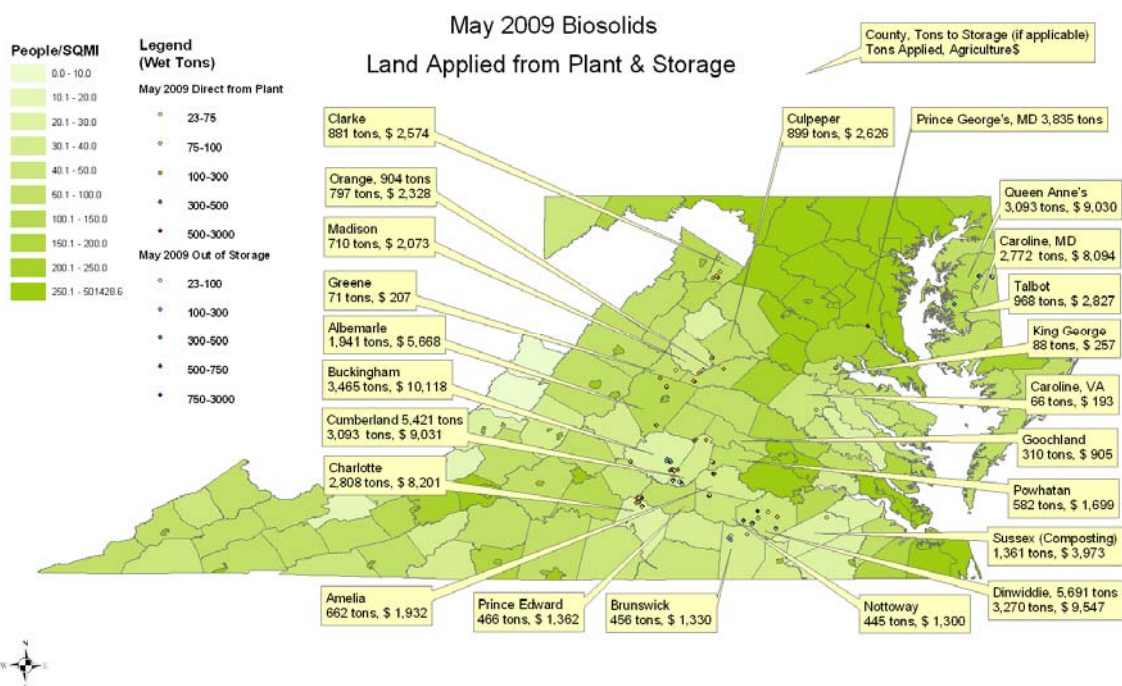 May 2009 Biosolids
Land Applied from Plant & Storage
County, Tons to Storage (if applicable)
Tons Applied, Agriculture$
People/SQMI
0.0 - 10.0
10.1 - 20.0
20.1 - 30.0
30.1 - 40.0
40.1 - 50.0
50.1 - 100.0
100.1 - 150.0
150.1 - 200.0
200.1 - 250.0
250.1 - 501428.6
Legend
(Wet Tons)
May 2009 Direct from Plant
23-75
75-100
100-300
300-500
500-3000
May 2009 Out of Storage
23-100
100-300
300-500
500-750
750-3000
Clarke
881 tons, $ 2,574
Orange, 904 tons
797 tons, $ 2,328
Madison
710 tons, $ 2,073
Greene
71 tons, $ 207
Albemarle
1,941 tons, $ 5,668
Buckingham
3,465 tons, $ 10,118
Cumberland 5,421 tons
3,093 tons, $ 9,031
Charlotte
2,808 tons, $ 8,201
Amelia
662 tons, $ 1,932
Prince Edward
466 tons, $ 1,362
Brunswick
456 tons, $ 1,330
Nottoway
445 tons, $ 1,300
Culpeper
899 tons, $ 2,626
Prince George's, MD 3,835 tons
Queen Anne's
3,093 tons, $ 9,030
Caroline, MD
2,772 tons, $ 8,094
Talbot
968 tons, $ 2,827
King George
88 tons, $ 257
Caroline, VA
66 tons, $ 193
Goochland
310 tons, $ 905
Powhatan
582 tons, $ 1,699
Sussex (Composting)
1,361 tons, $ 3,973
Dinwiddie, 5,691 tons
3,270 tons, $ 9,547
N
W E
S